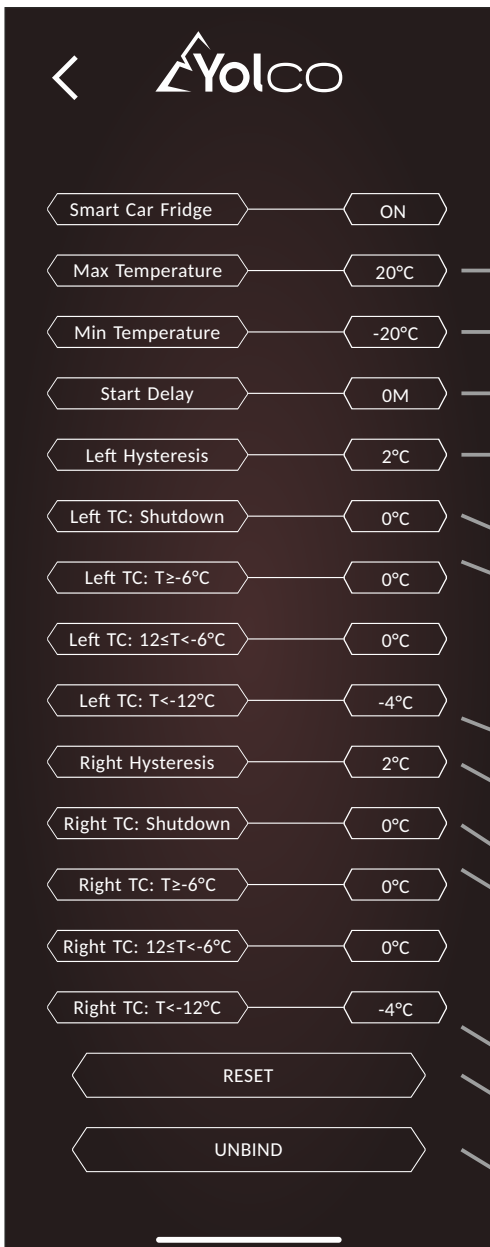 Yolco
Smart Car Fridge ON
Max Temperature 20°C
Min Temperature -20°C
Start Delay 0M
Left Hysteresis 2°C
Left TC: Shutdown 0°C
Left TC: T≥-6°C 0°C
Left TC: 12≤T<-6°C 0°C
Left TC: T<-12°C -4°C
Right Hysteresis 2°C
Right TC: Shutdown 0°C
Right TC: T≥-6°C 0°C
Right TC: 12≤T<-6°C 0°C
Right TC: T<-12°C -4°C
RESET
UNBIND